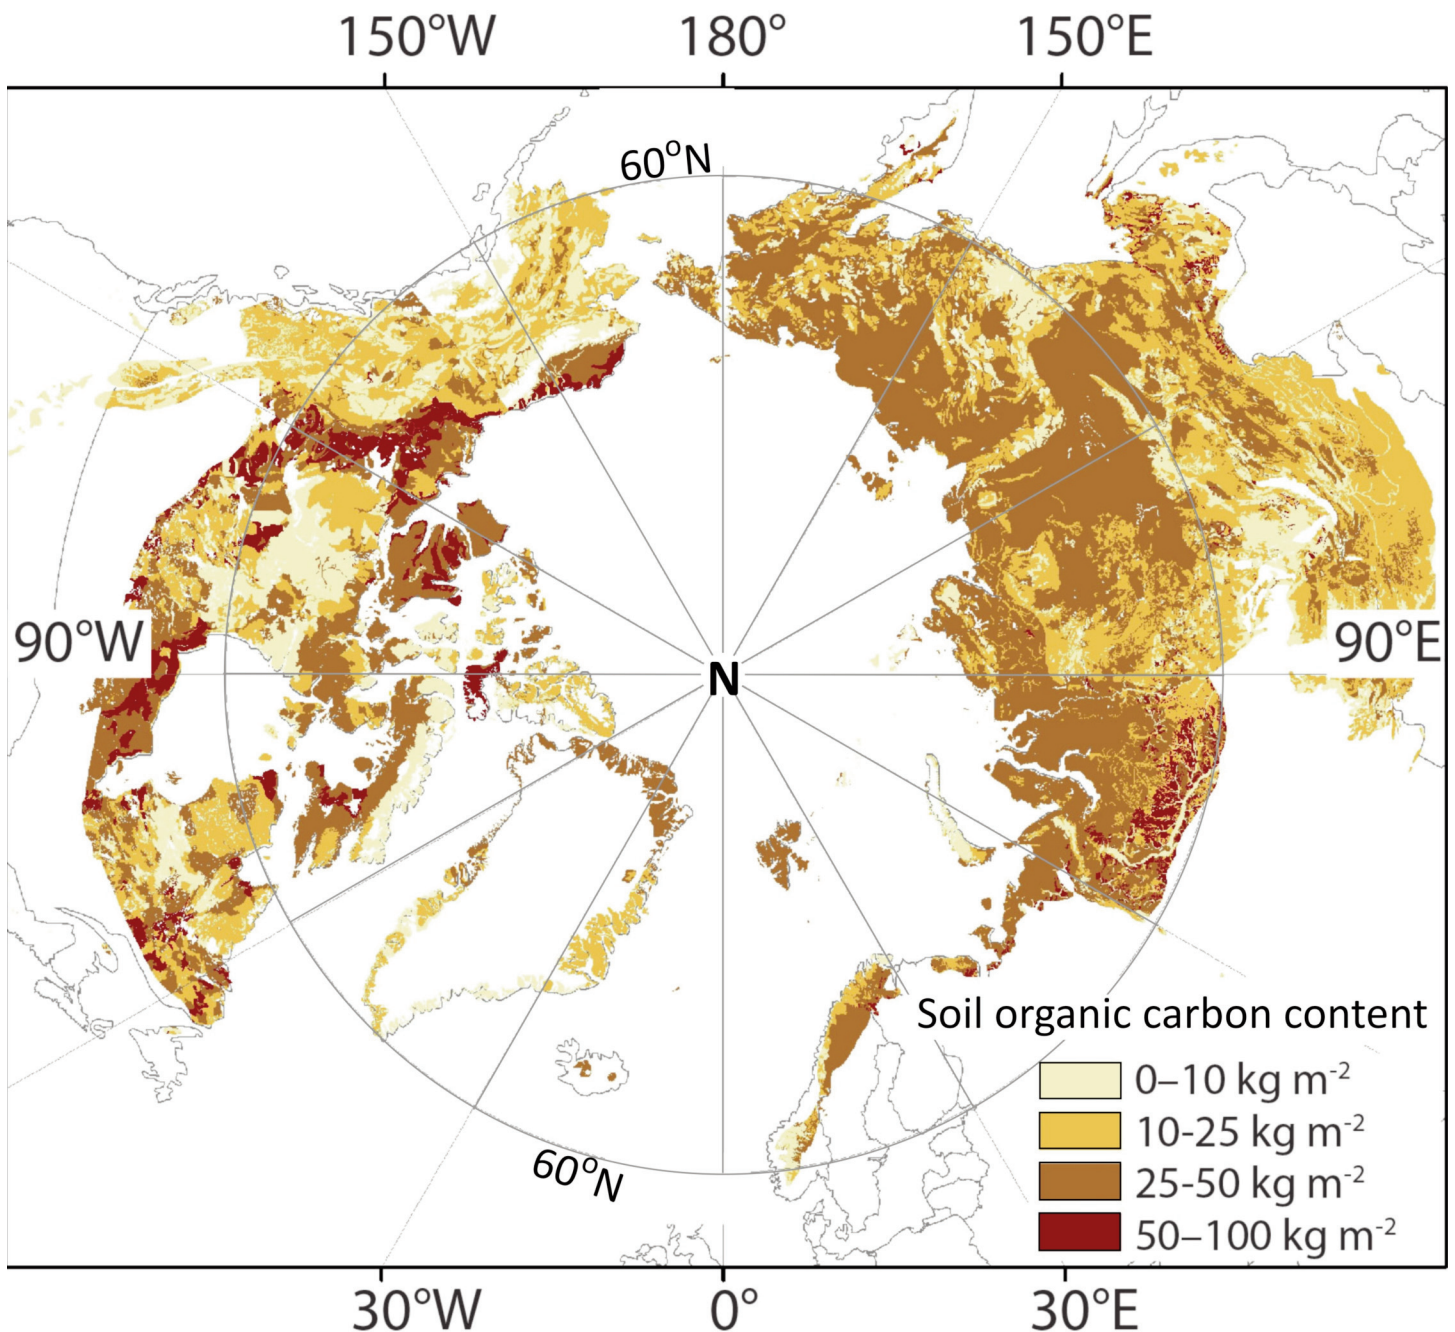 150°W 180° 150°E
60°N
90°W N 90°E
Soil organic carbon content
0–10 kg m⁻²
10-25 kg m⁻²
25-50 kg m⁻²
50–100 kg m⁻²
60°N
30°W 0° 30°E